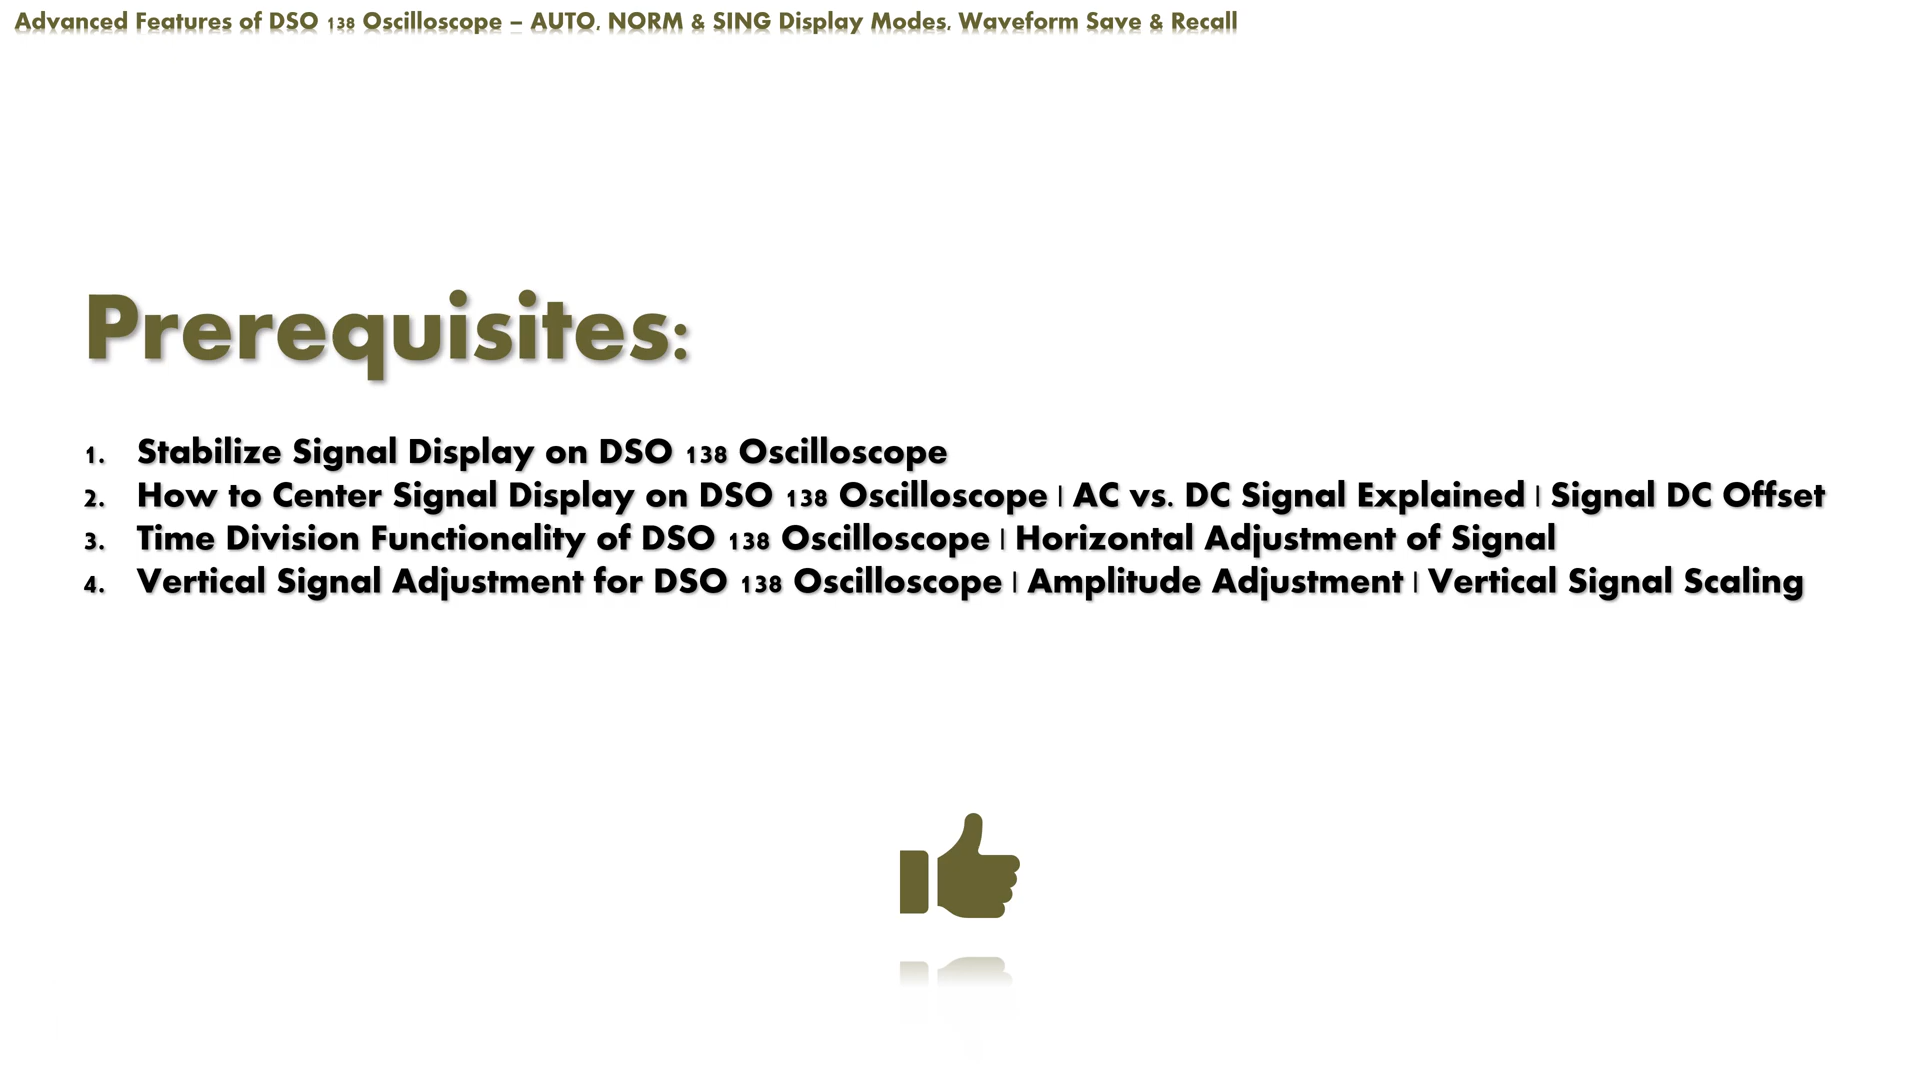 Advanced Features of DSO 138 Oscilloscope – AUTO, NORM & SING Display Modes, Waveform Save & Recall
Prerequisites:
1. Stabilize Signal Display on DSO 138 Oscilloscope
2. How to Center Signal Display on DSO 138 Oscilloscope | AC vs. DC Signal Explained | Signal DC Offset
3. Time Division Functionality of DSO 138 Oscilloscope | Horizontal Adjustment of Signal
4. Vertical Signal Adjustment for DSO 138 Oscilloscope | Amplitude Adjustment | Vertical Signal Scaling